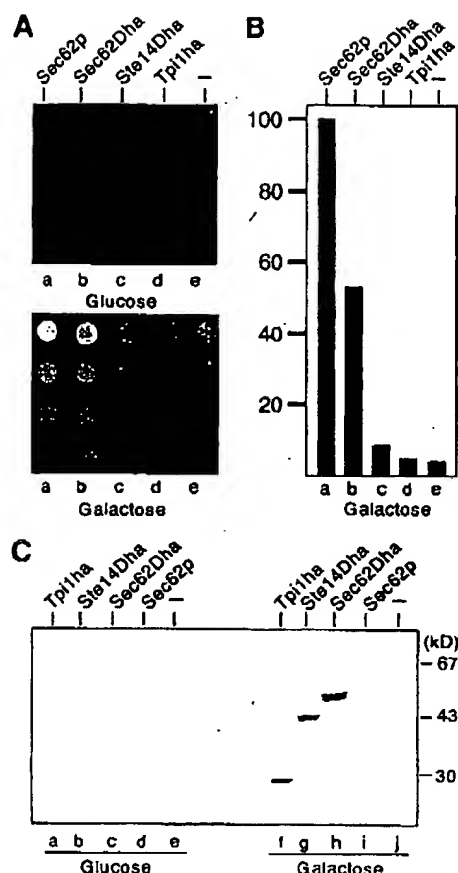 A
Sec62p
Sec62Dha
Ste14Dha
Tpi1ha
–
a b c d e
Glucose
a b c d e
Galactose
B
Sec62p
Sec62Dha
Ste14Dha
Tpi1ha
–
100
80
60
40
20
a b c d e
Galactose
C
Tpi1ha
Ste14Dha
Sec62Dha
Sec62p
–
Tpi1ha
Ste14Dha
Sec62Dha
Sec62p
–
(kD)
67
43
30
a b c d e
Glucose
f g h i j
Galactose